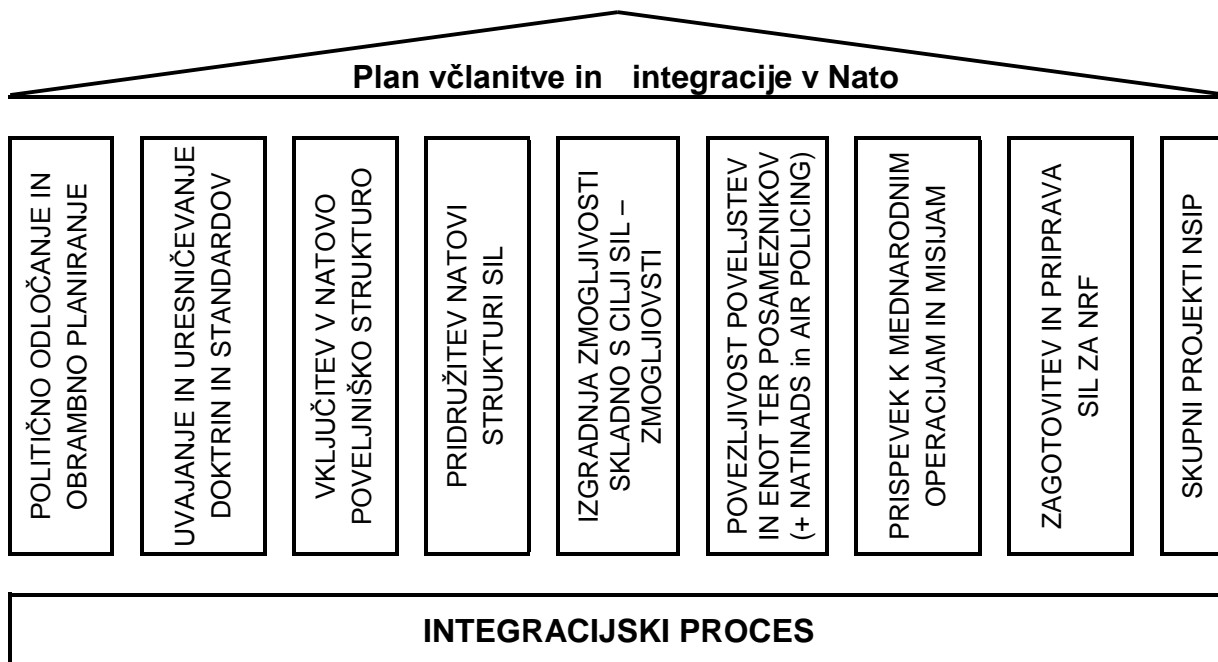 Plan včlanitve in integracije v Nato
POLITIČNO ODLOČANJE IN
OBRAMBNO PLANIRANJE
UVAJANJE IN URESNIČEVANJE
DOKTRIN IN STANDARDOV
VKLJUČITEV V NATOVO
POVELJNIŠKO STRUKTURO
PRIDRUŽITEV NATOVI
STRUKTURI SIL
IZGRADNJA ZMOGLJIVOSTI
SKLADNO S CILJI SIL –
ZMOGLJIOVSTI
POVEZLJIVOST POVELJSTEV
IN ENOT TER POSAMEZNIKOV
(+ NATINADS in AIR POLICING)
PRISPEVEK K MEDNARODNIM
OPERACIJAM IN MISIJAM
ZAGOTOVITEV IN PRIPRAVA
SIL ZA NRF
SKUPNI PROJEKTI NSIP
INTEGRACIJSKI PROCES